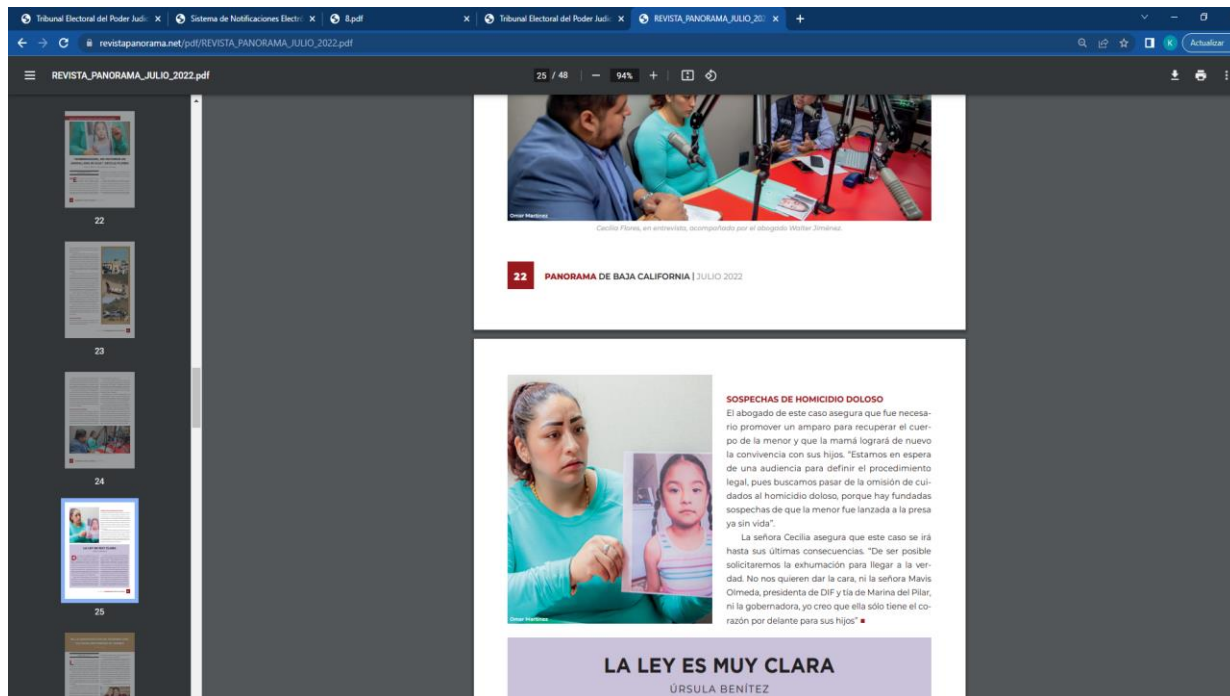 Tribunal Electoral del Poder Judic
Sistema de Notificaciones Electró
8.pdf
Tribunal Electoral del Poder Judic
REVISTA_PANORAMA_JULIO_202
revistapanorama.net/pdf/REVISTA_PANORAMA_JULIO_2022.pdf
K
Actualizar
REVISTA_PANORAMA_JULIO_2022.pdf
25 / 48
94%
22
23
24
25
Omar Martínez
Cecilia Flores, en entrevista, acompañada por el abogado Walter Jiménez.
22 PANORAMA DE BAJA CALIFORNIA | JULIO 2022
SOSPECHAS DE HOMICIDIO DOLOSO
El abogado de este caso asegura que fue necesa-
rio promover un amparo para recuperar el cuer-
po de la menor y que la mamá logrará de nuevo
la convivencia con sus hijos. "Estamos en espera
de una audiencia para definir el procedimiento
legal, pues buscamos pasar de la omisión de cui-
dados al homicidio doloso, porque hay fundadas
sospechas de que la menor fue lanzada a la presa
ya sin vida".
La señora Cecilia asegura que este caso se irá
hasta sus últimas consecuencias. "De ser posible
solicitaremos la exhumación para llegar a la ver-
dad. No nos quieren dar la cara, ni la señora Mavis
Olmeda, presidenta de DIF y tía de Marina del Pilar,
ni la gobernadora, yo creo que ella sólo tiene el co-
razón por delante para sus hijos"
Omar Martínez
LA LEY ES MUY CLARA
ÚRSULA BENÍTEZ